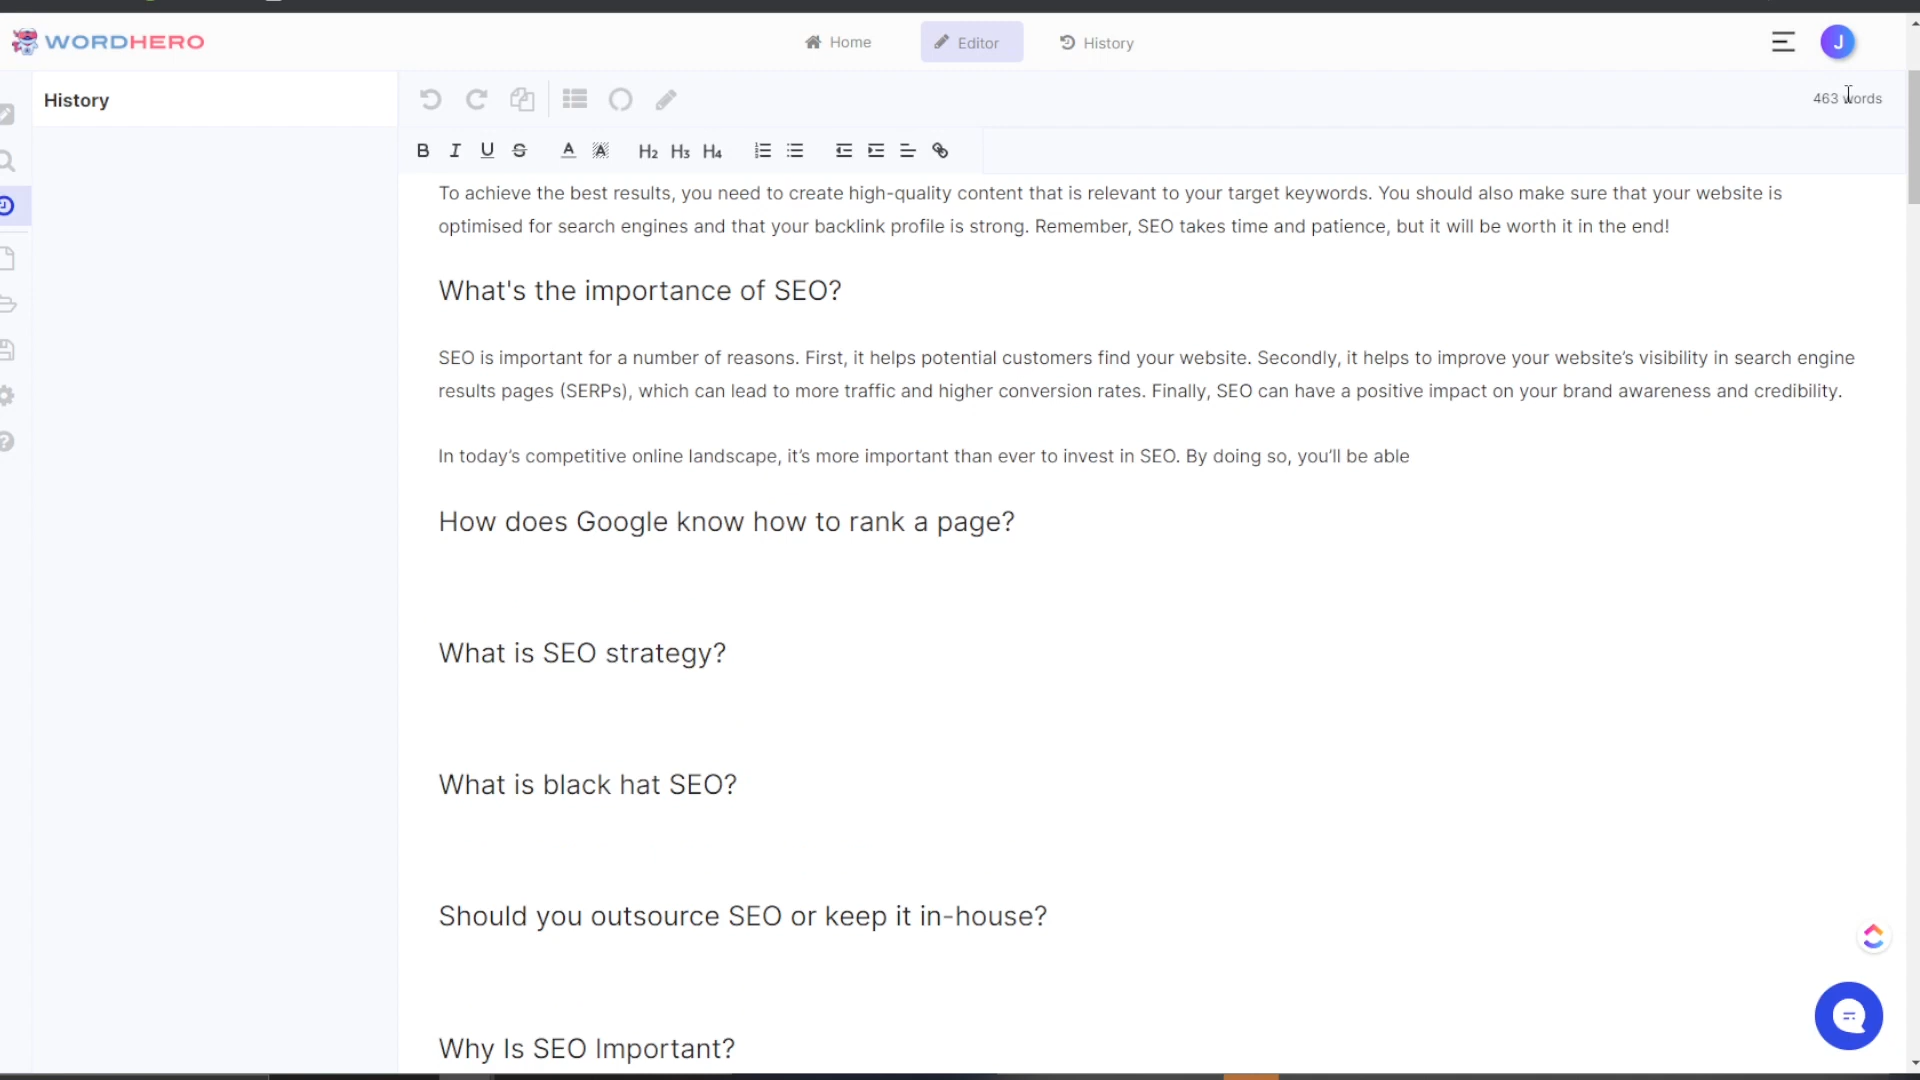 WORDHERO
Home
Editor
History
J
History
463 words
B I U S A A H2 H3 H4
To achieve the best results, you need to create high-quality content that is relevant to your target keywords. You should also make sure that your website is
optimised for search engines and that your backlink profile is strong. Remember, SEO takes time and patience, but it will be worth it in the end!
What's the importance of SEO?
SEO is important for a number of reasons. First, it helps potential customers find your website. Secondly, it helps to improve your website’s visibility in search engine
results pages (SERPs), which can lead to more traffic and higher conversion rates. Finally, SEO can have a positive impact on your brand awareness and credibility.
In today’s competitive online landscape, it’s more important than ever to invest in SEO. By doing so, you’ll be able
How does Google know how to rank a page?
What is SEO strategy?
What is black hat SEO?
Should you outsource SEO or keep it in-house?
Why Is SEO Important?